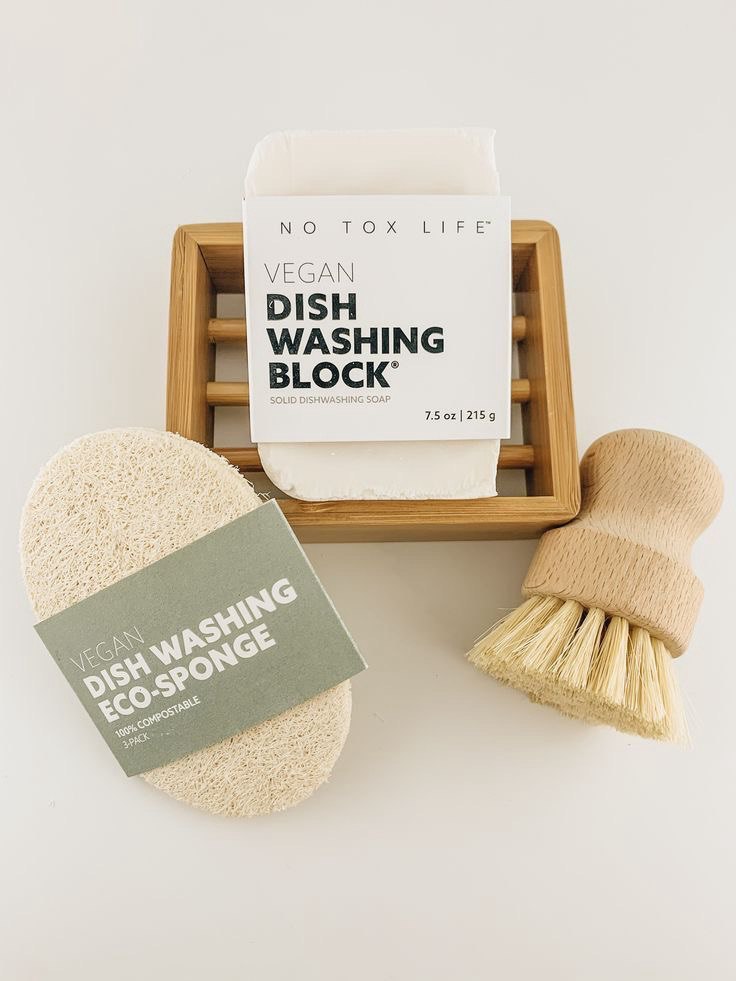 NO TOX LIFE™
VEGAN
DISH
WASHING
BLOCK®
SOLID DISHWASHING SOAP
7.5 oz | 215 g
VEGAN
DISH WASHING
ECO-SPONGE
100% COMPOSTABLE
3-PACK